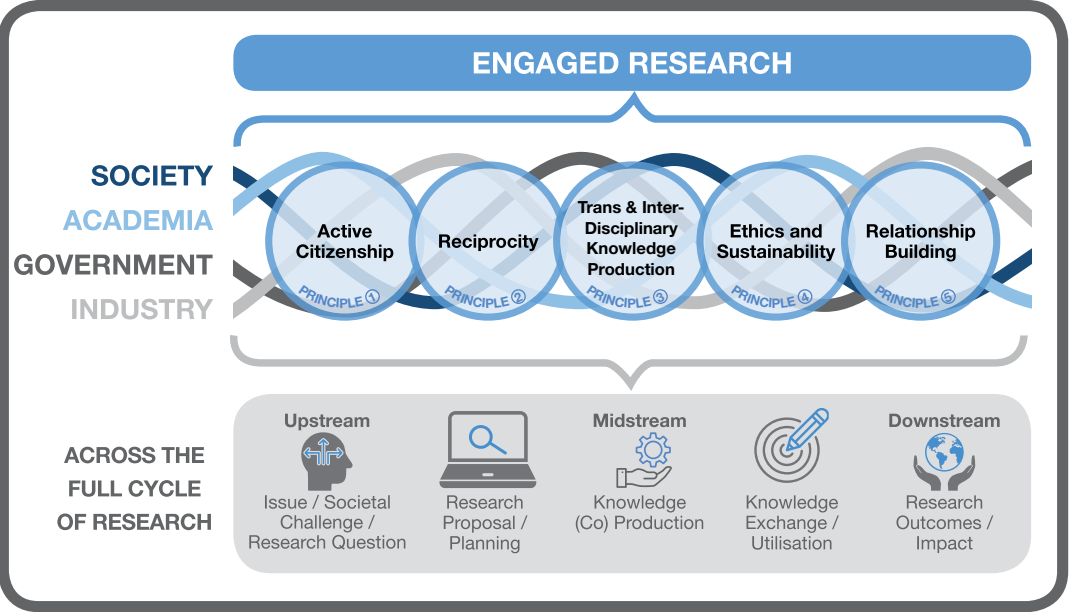 ENGAGED RESEARCH
SOCIETY
ACADEMIA
GOVERNMENT
INDUSTRY
Active
Citizenship
PRINCIPLE 1
Reciprocity
PRINCIPLE 2
Trans & Inter-
Disciplinary
Knowledge
Production
PRINCIPLE 3
Ethics and
Sustainability
PRINCIPLE 4
Relationship
Building
PRINCIPLE 5
ACROSS THE
FULL CYCLE
OF RESEARCH
Upstream
Issue / Societal
Challenge /
Research Question
Research
Proposal /
Planning
Midstream
Knowledge
(Co) Production
Knowledge
Exchange /
Utilisation
Downstream
Research
Outcomes /
Impact